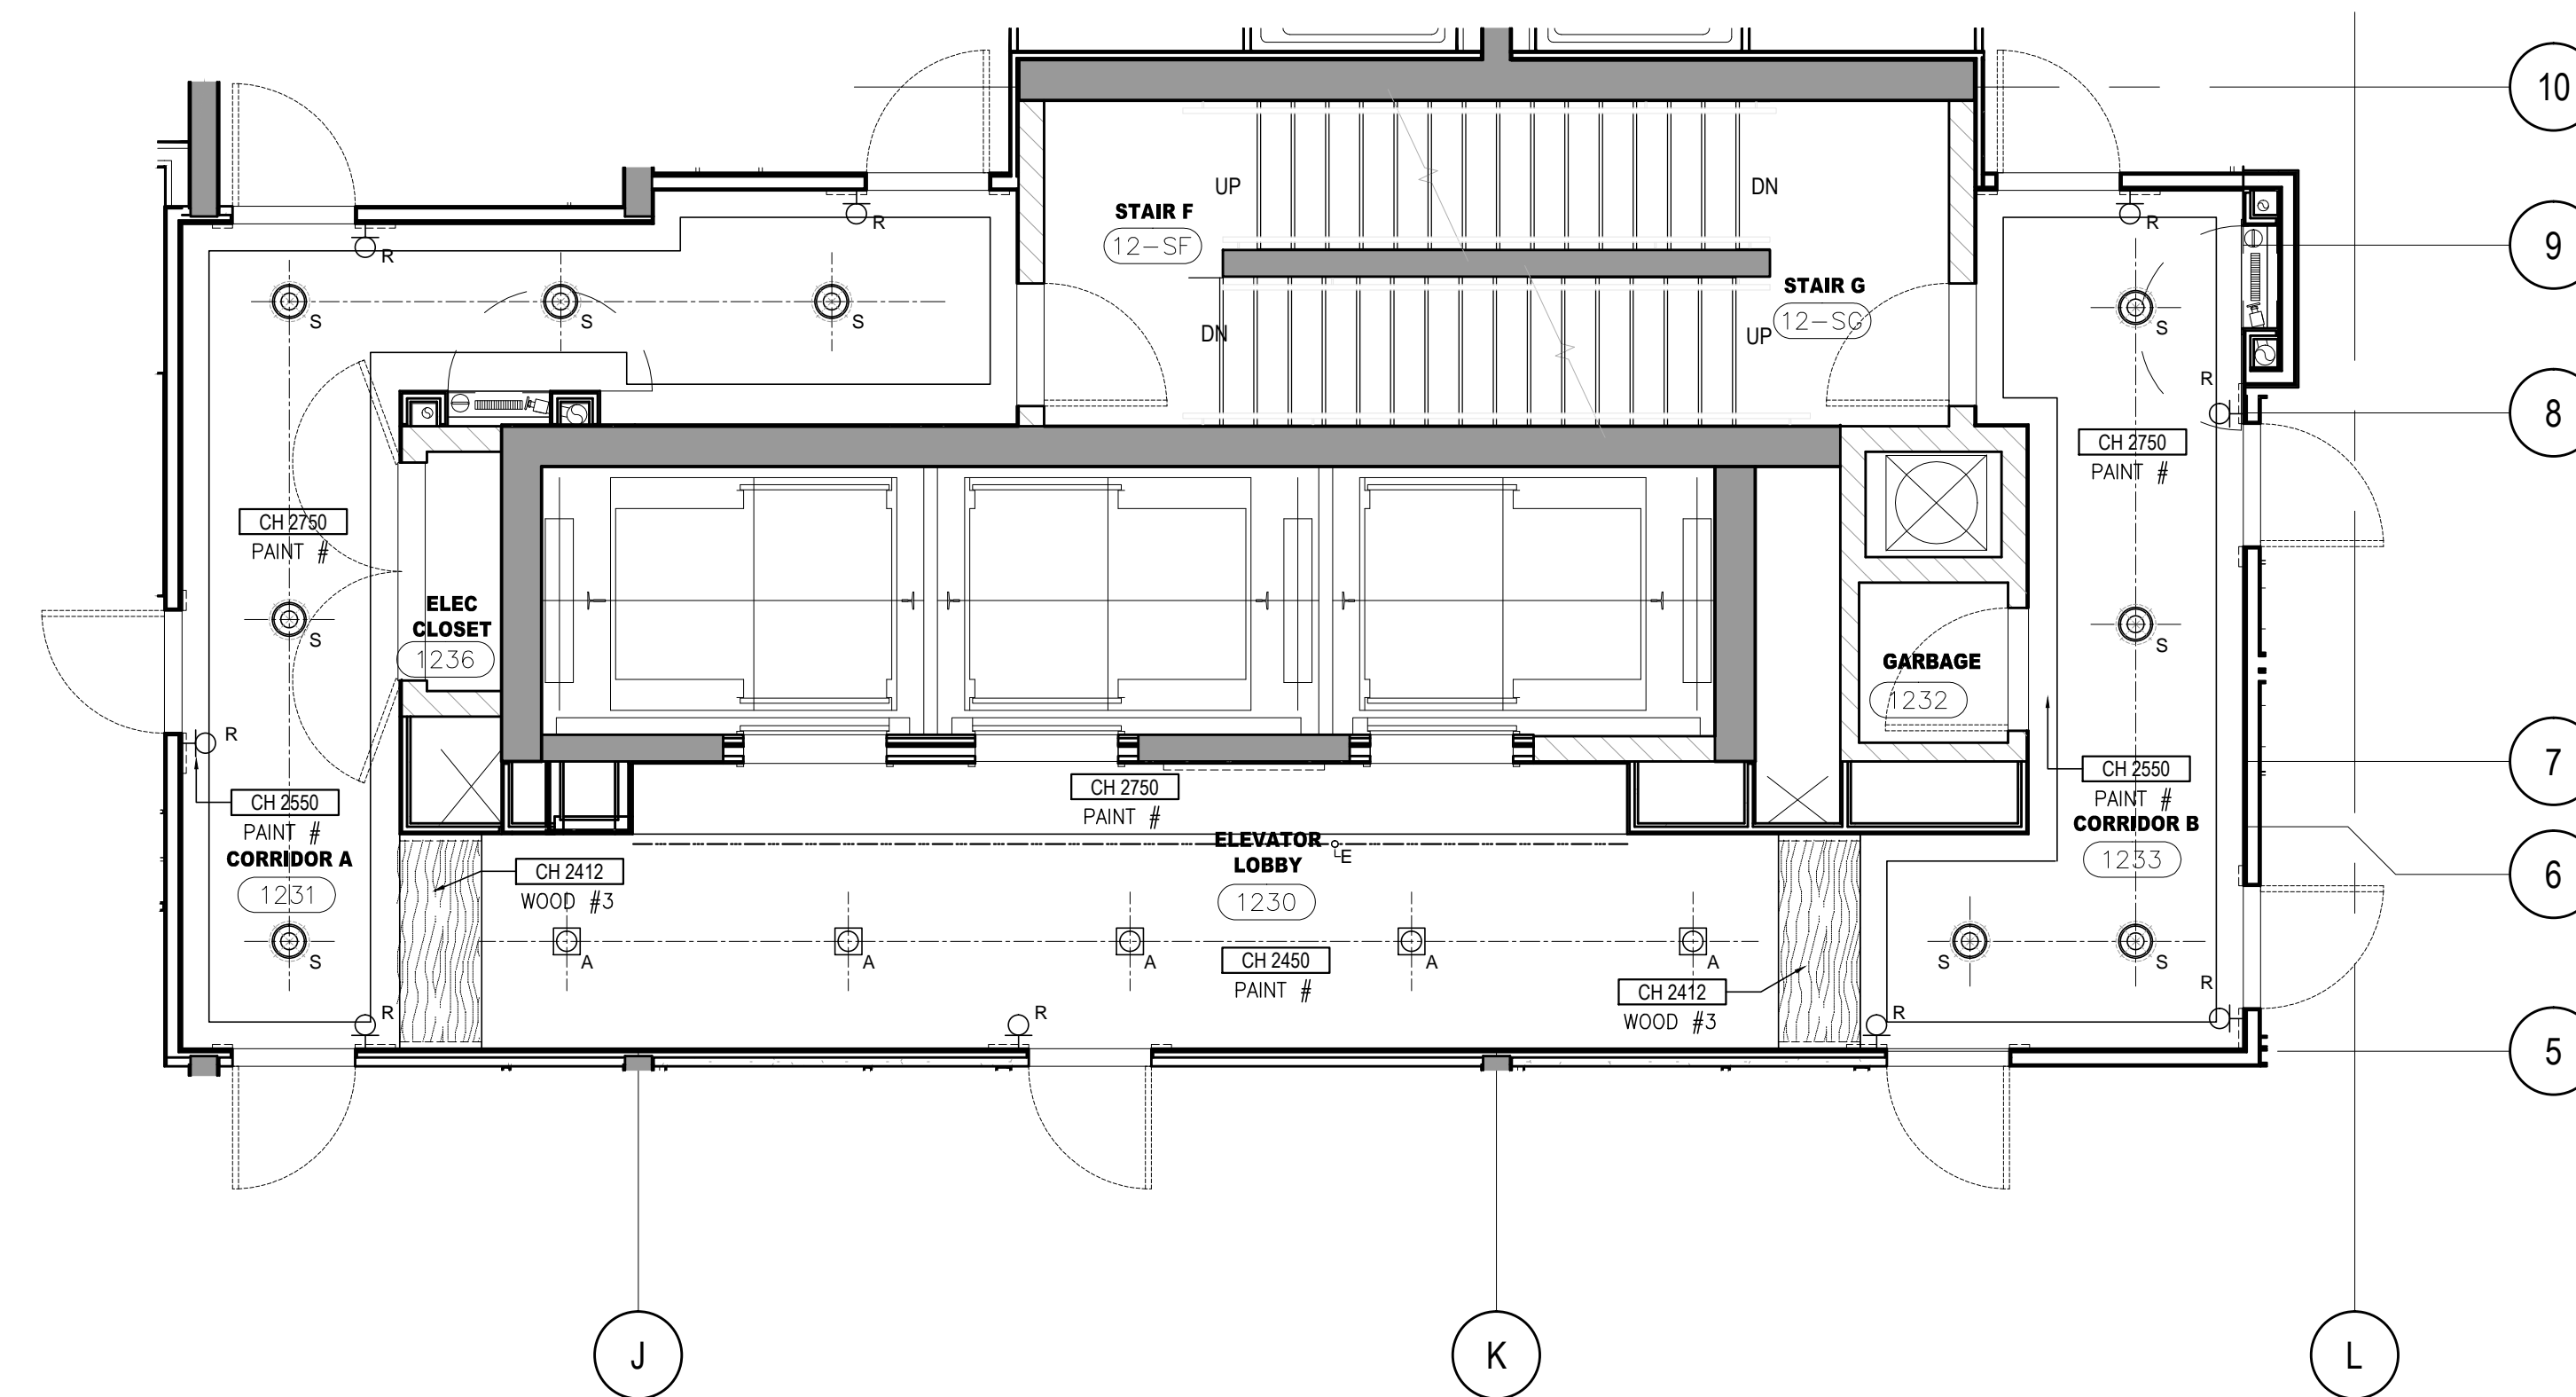 10
UP
DN
STAIR F
12-SF
R
R
R
9
STAIR G
12-SG
S
S
S
S
DN
UP
R
8
CH 2750
PAINT #
CH 2750
PAINT #
ELEC
CLOSET
1236
S
S
GARBAGE
1232
R
7
CH 2550
PAINT #
CH 2750
PAINT #
CH 2550
PAINT #
CORRIDOR A
1231
ELEVATOR
LOBBY
1230
E
CORRIDOR B
1233
CH 2412
WOOD #3
6
S
A
A
A
A
A
S
S
CH 2450
PAINT #
CH 2412
WOOD #3
R
R
R
R
5
J
K
L